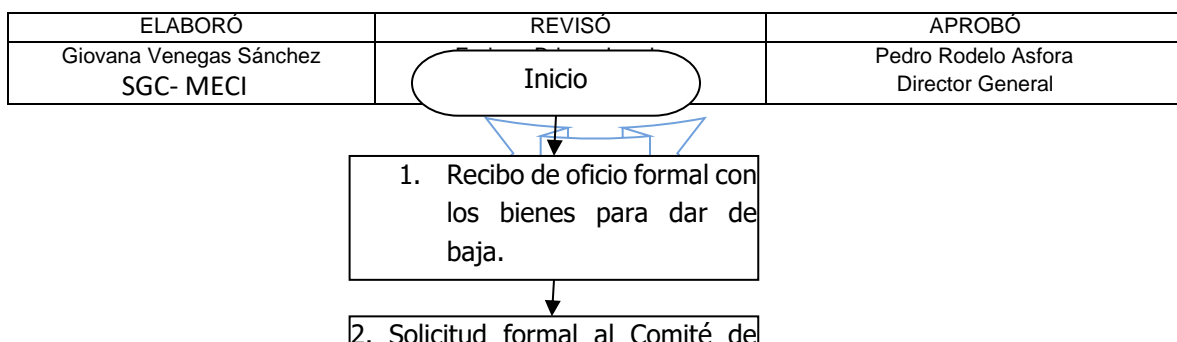 ELABORÓ REVISÓ APROBÓ
Giovana Venegas Sánchez Pedro Rodelo Asfora
SGC- MECI Director General
Inicio
1. Recibo de oficio formal con
los bienes para dar de
baja.
2. Solicitud formal al Comité de